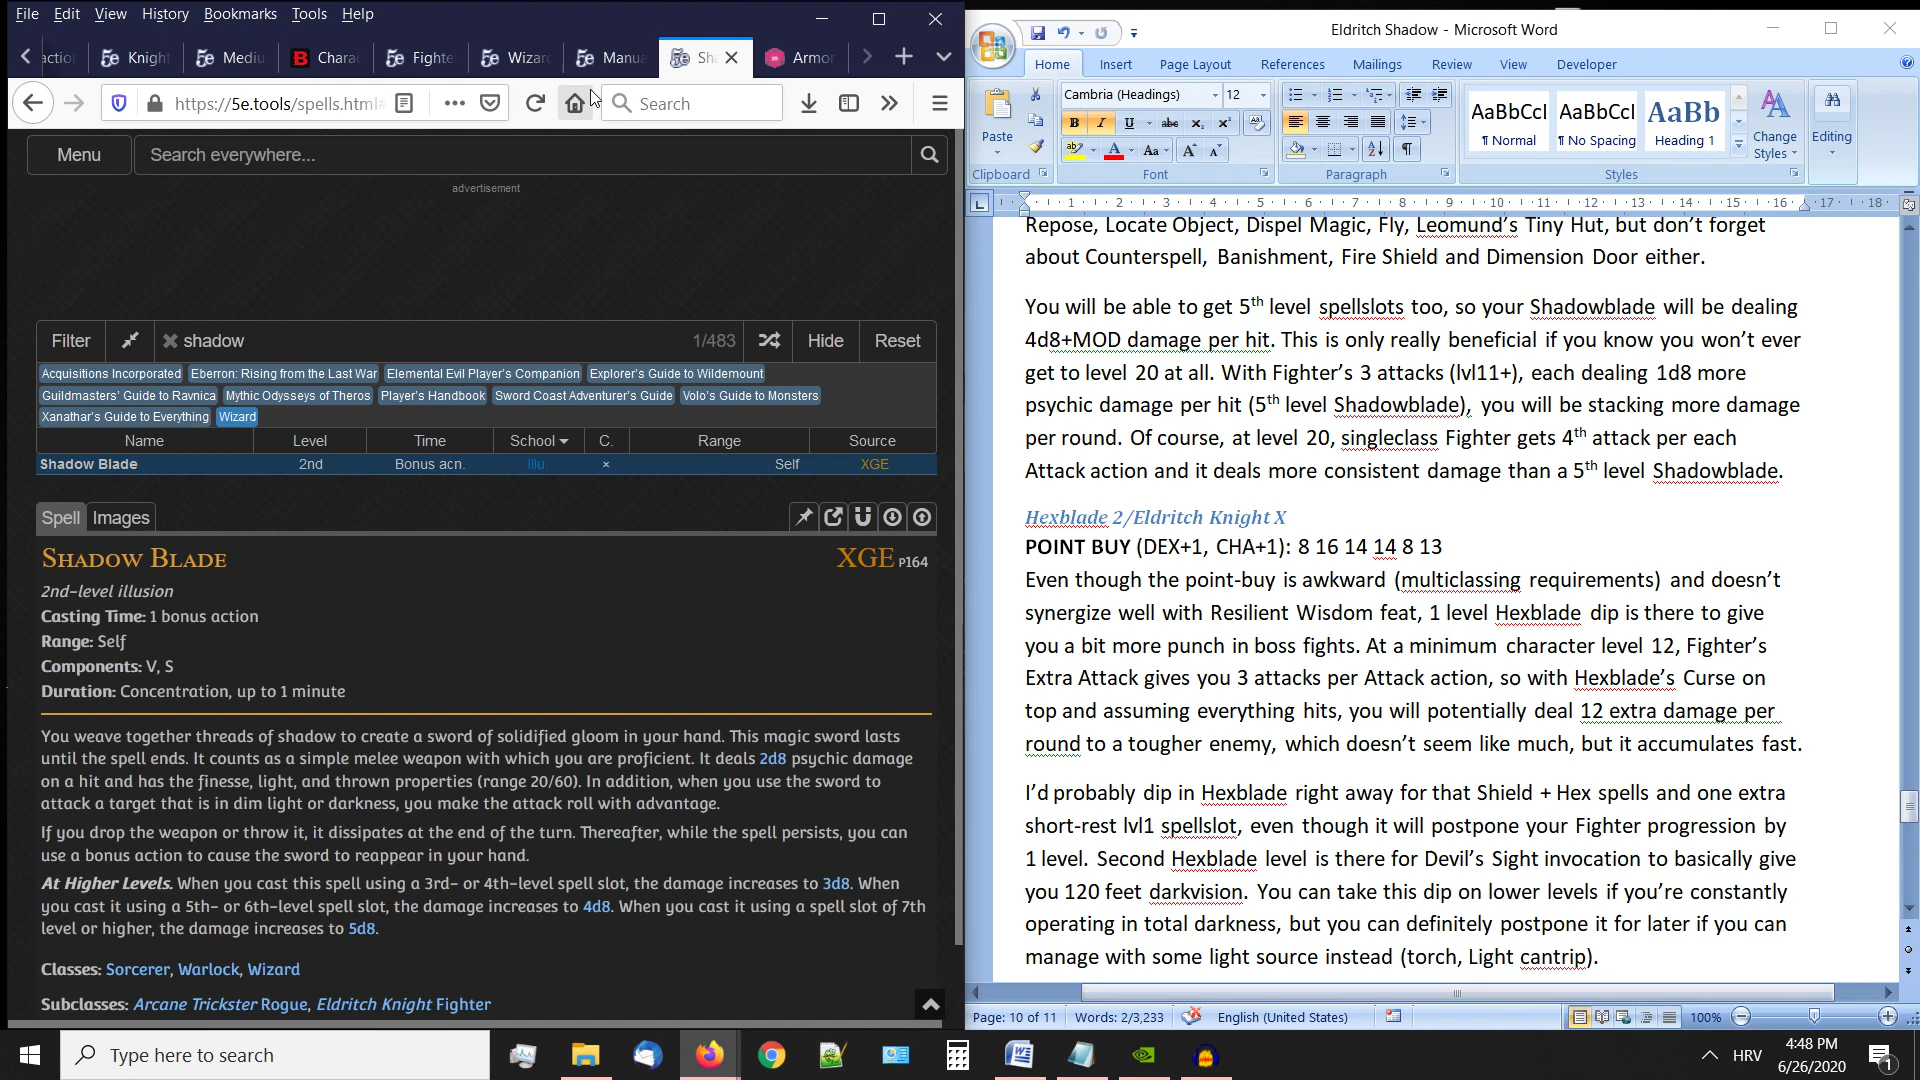 File Edit View History Bookmarks Tools Help
action Knight Mediu Charac Fighte Wizar Manua Sha Armor
https://5e.tools/spells.html# Search
Menu Search everywhere...
advertisement
Filter shadow 1/483 Hide Reset
Acquisitions Incorporated Eberron: Rising from the Last War Elemental Evil Player's Companion Explorer's Guide to Wildemount
Guildmasters' Guide to Ravnica Mythic Odysseys of Theros Player's Handbook Sword Coast Adventurer's Guide Volo's Guide to Monsters
Xanathar's Guide to Everything Wizard
Name Level Time School C. Range Source
Shadow Blade 2nd Bonus acn. Illu. × Self XGE
Spell Images
SHADOW BLADE XGE P164
2nd-level illusion
Casting Time: 1 bonus action
Range: Self
Components: V, S
Duration: Concentration, up to 1 minute
You weave together threads of shadow to create a sword of solidified gloom in your hand. This magic sword lasts
until the spell ends. It counts as a simple melee weapon with which you are proficient. It deals 2d8 psychic damage
on a hit and has the finesse, light, and thrown properties (range 20/60). In addition, when you use the sword to
attack a target that is in dim light or darkness, you make the attack roll with advantage.
If you drop the weapon or throw it, it dissipates at the end of the turn. Thereafter, while the spell persists, you can
use a bonus action to cause the sword to reappear in your hand.
At Higher Levels. When you cast this spell using a 3rd- or 4th-level spell slot, the damage increases to 3d8. When
you cast it using a 5th- or 6th-level spell slot, the damage increases to 4d8. When you cast it using a spell slot of 7th
level or higher, the damage increases to 5d8.
Classes: Sorcerer, Warlock, Wizard
Subclasses: Arcane Trickster Rogue, Eldritch Knight Fighter
Eldritch Shadow - Microsoft Word
Home Insert Page Layout References Mailings Review View Developer
Cambria (Headings) 12
Paste
AaBbCcI AaBbCcI AaBb
¶ Normal ¶ No Spacing Heading 1
Change Styles Editing
Clipboard Font Paragraph Styles
1 2 3 4 5 6 7 8 9 10 11 12 13 14 15 16 17 18
Repose, Locate Object, Dispel Magic, Fly, Leomund's Tiny Hut, but don't forget
about Counterspell, Banishment, Fire Shield and Dimension Door either.
You will be able to get 5th level spellslots too, so your Shadowblade will be dealing
4d8+MOD damage per hit. This is only really beneficial if you know you won't ever
get to level 20 at all. With Fighter's 3 attacks (lvl11+), each dealing 1d8 more
psychic damage per hit (5th level Shadowblade), you will be stacking more damage
per round. Of course, at level 20, singleclass Fighter gets 4th attack per each
Attack action and it deals more consistent damage than a 5th level Shadowblade.
Hexblade 2/Eldritch Knight X
POINT BUY (DEX+1, CHA+1): 8 16 14 14 8 13
Even though the point-buy is awkward (multiclassing requirements) and doesn't
synergize well with Resilient Wisdom feat, 1 level Hexblade dip is there to give
you a bit more punch in boss fights. At a minimum character level 12, Fighter's
Extra Attack gives you 3 attacks per Attack action, so with Hexblade's Curse on
top and assuming everything hits, you will potentially deal 12 extra damage per
round to a tougher enemy, which doesn't seem like much, but it accumulates fast.
I'd probably dip in Hexblade right away for that Shield + Hex spells and one extra
short-rest lvl1 spellslot, even though it will postpone your Fighter progression by
1 level. Second Hexblade level is there for Devil's Sight invocation to basically give
you 120 feet darkvision. You can take this dip on lower levels if you're constantly
operating in total darkness, but you can definitely postpone it for later if you can
manage with some light source instead (torch, Light cantrip).
Page: 10 of 11 Words: 2/3,233 English (United States) 100%
Type here to search
HRV 4:48 PM
6/26/2020 1